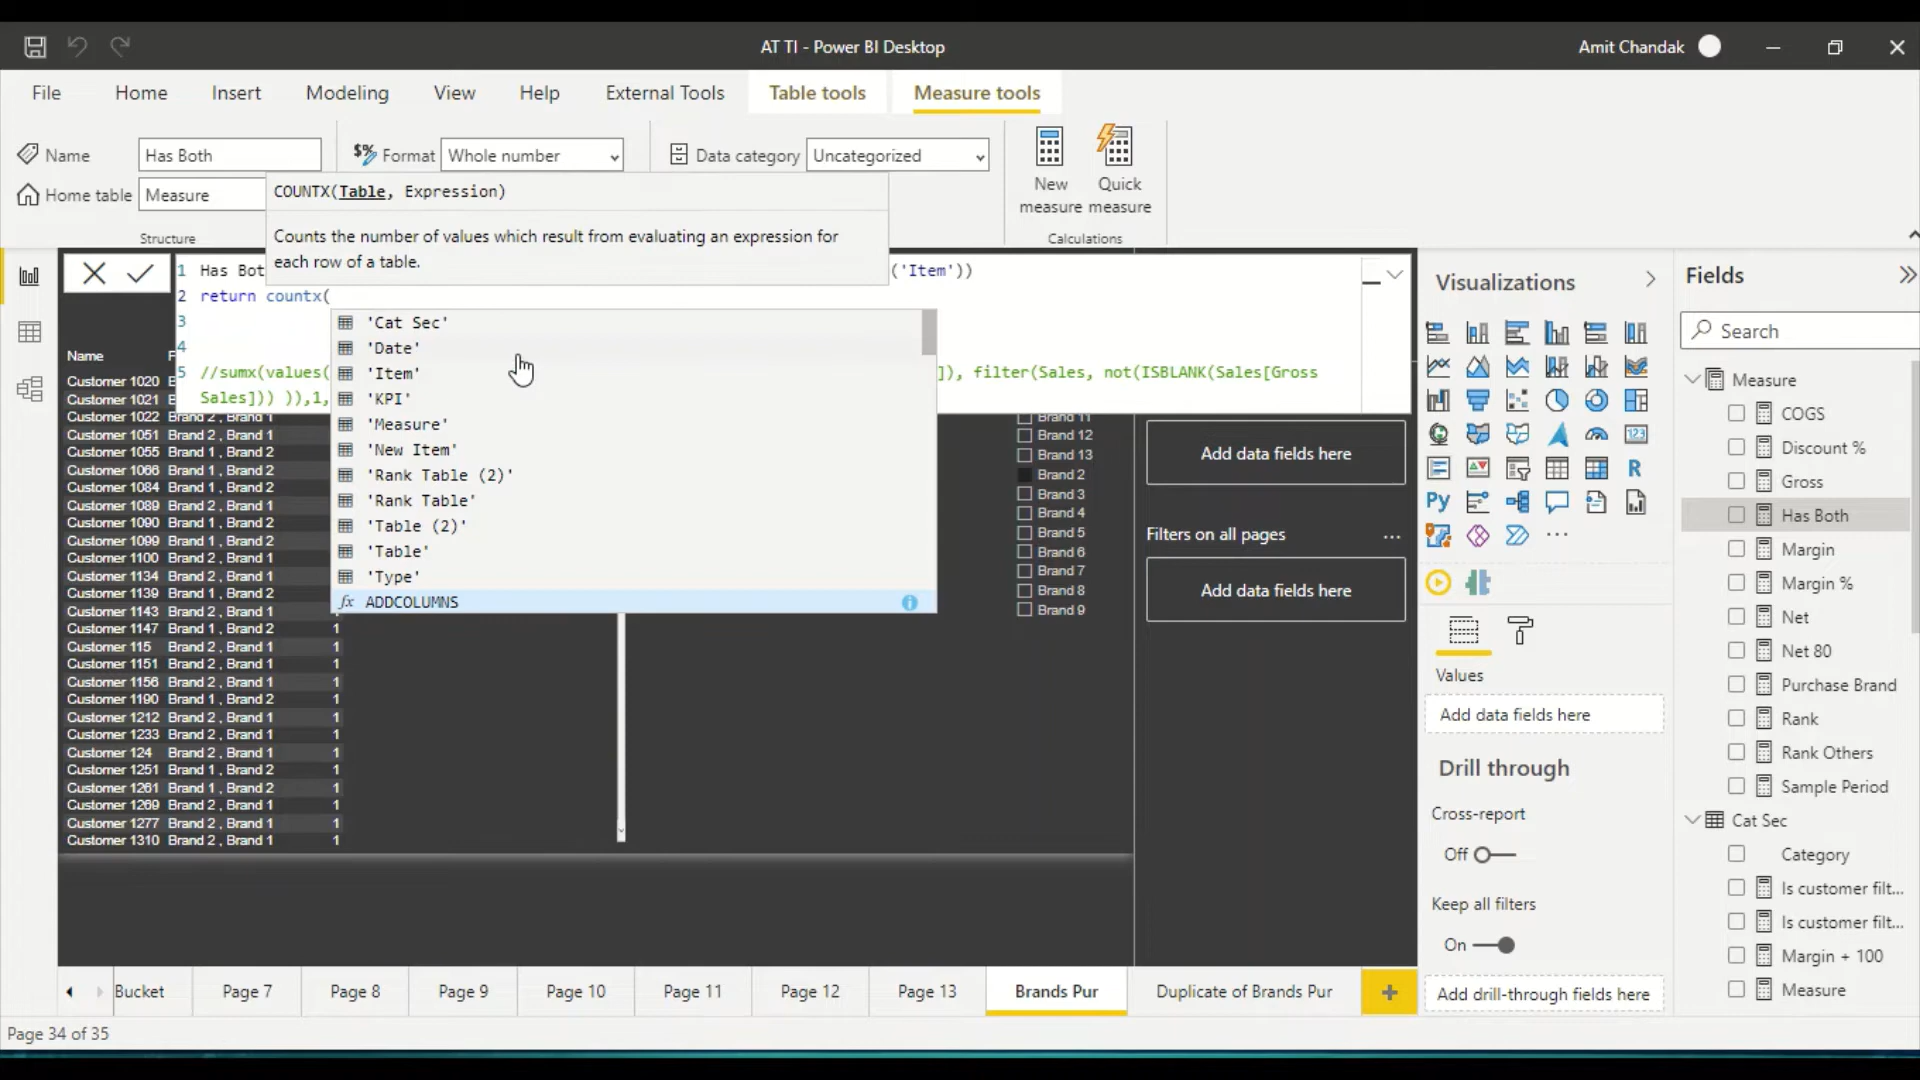 AT TI - Power BI Desktop
Amit Chandak
File
Home
Insert
Modeling
View
Help
External Tools
Table tools
Measure tools
Name
Has Both
$% Format
Whole number
Data category
Uncategorized
New measure
Quick measure
Home table
Measure
COUNTX(Table, Expression)
Counts the number of values which result from evaluating an expression for
each row of a table.
Structure
Calculations
1 Has Bot
('Item'))
2 return countx(
3
4
5 //sumx(values(
]), filter(Sales, not(ISBLANK(Sales[Gross
Sales])) )),1,
'Cat Sec'
'Date'
'Item'
'KPI'
'Measure'
'New Item'
'Rank Table (2)'
'Rank Table'
'Table (2)'
'Table'
'Type'
fx ADDCOLUMNS
Name
Customer 1020
Customer 1021
Customer 1022 Brand 2 , Brand 1
Customer 1051 Brand 2 , Brand 1
Customer 1055 Brand 1 , Brand 2
Customer 1066 Brand 1 , Brand 2
Customer 1084 Brand 1 , Brand 2
Customer 1089 Brand 2 , Brand 1
Customer 1090 Brand 1 , Brand 2
Customer 1099 Brand 1 , Brand 2
Customer 1100 Brand 2 , Brand 1
Customer 1134 Brand 2 , Brand 1
Customer 1139 Brand 1 , Brand 2
Customer 1143 Brand 2 , Brand 1
Customer 1147 Brand 1 , Brand 2 1
Customer 115 Brand 2 , Brand 1 1
Customer 1151 Brand 2 , Brand 1 1
Customer 1156 Brand 2 , Brand 1 1
Customer 1190 Brand 1 , Brand 2 1
Customer 1212 Brand 2 , Brand 1 1
Customer 1233 Brand 2 , Brand 1 1
Customer 124 Brand 2 , Brand 1 1
Customer 1251 Brand 1 , Brand 2 1
Customer 1261 Brand 1 , Brand 2 1
Customer 1269 Brand 2 , Brand 1 1
Customer 1277 Brand 2 , Brand 1 1
Customer 1310 Brand 2 , Brand 1 1
Brand 11
Brand 12
Brand 13
Brand 2
Brand 3
Brand 4
Brand 5
Brand 6
Brand 7
Brand 8
Brand 9
Add data fields here
Filters on all pages
...
Add data fields here
Visualizations
R
Py
123
...
Values
Add data fields here
Drill through
Cross-report
Off
Keep all filters
On
Add drill-through fields here
Fields
Search
Measure
COGS
Discount %
Gross
Has Both
Margin
Margin %
Net
Net 80
Purchase Brand
Rank
Rank Others
Sample Period
Cat Sec
Category
Is customer filt...
Is customer filt...
Margin + 100
Measure
Bucket
Page 7
Page 8
Page 9
Page 10
Page 11
Page 12
Page 13
Brands Pur
Duplicate of Brands Pur
+
Page 34 of 35